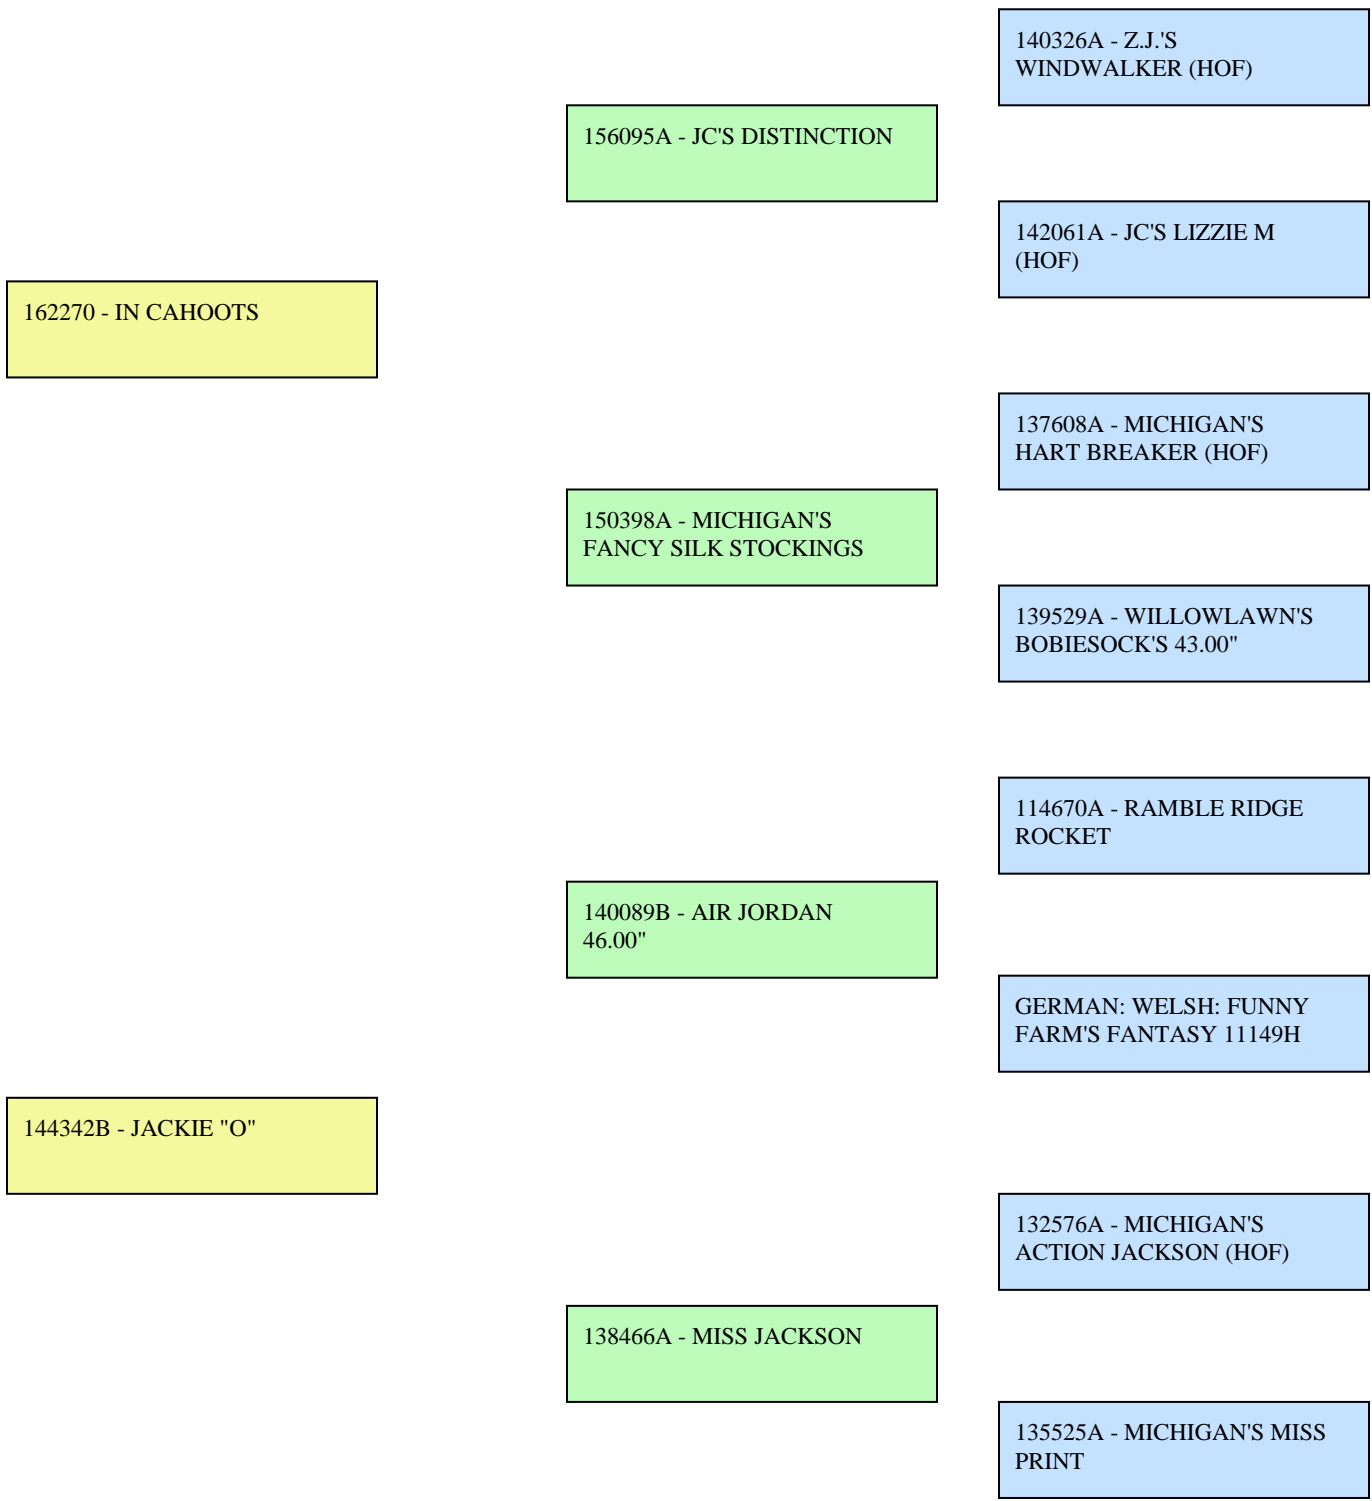 140326A - Z.J.'S
WINDWALKER (HOF)
156095A - JC'S DISTINCTION
142061A - JC'S LIZZIE M
(HOF)
162270 - IN CAHOOTS
137608A - MICHIGAN'S
HART BREAKER (HOF)
150398A - MICHIGAN'S
FANCY SILK STOCKINGS
139529A - WILLOWLAWN'S
BOBIESOCK'S 43.00"
114670A - RAMBLE RIDGE
ROCKET
140089B - AIR JORDAN
46.00"
GERMAN: WELSH: FUNNY
FARM'S FANTASY 11149H
144342B - JACKIE "O"
132576A - MICHIGAN'S
ACTION JACKSON (HOF)
138466A - MISS JACKSON
135525A - MICHIGAN'S MISS
PRINT